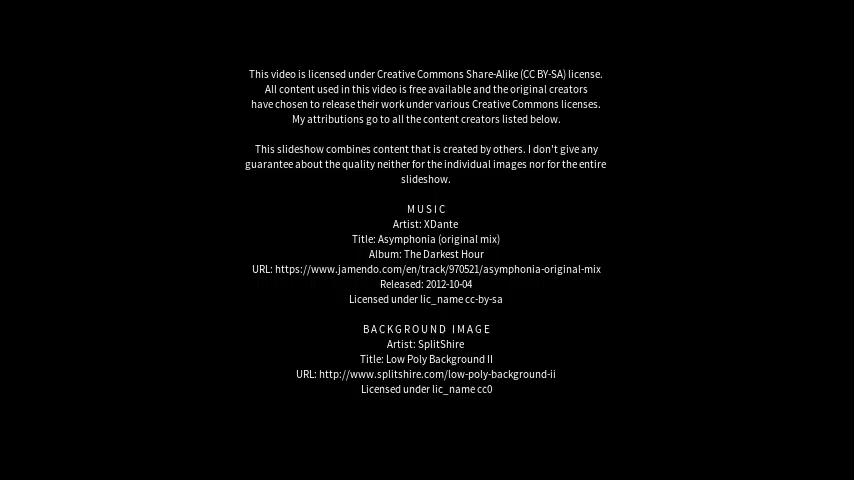 This video is licensed under Creative Commons Share-Alike (CC BY-SA) license.
All content used in this video is free available and the original creators
have chosen to release their work under various Creative Commons licenses.
My attributions go to all the content creators listed below.
This slideshow combines content that is created by others. I don't give any
guarantee about the quality neither for the individual images nor for the entire
slideshow.
MUSIC
Artist: XDante
Title: Asymphonia (original mix)
Album: The Darkest Hour
URL: https://www.jamendo.com/en/track/970521/asymphonia-original-mix
Released: 2012-10-04
Licensed under lic_name cc-by-sa
BACKGROUND IMAGE
Artist: SplitShire
Title: Low Poly Background II
URL: http://www.splitshire.com/low-poly-background-ii
Licensed under lic_name cc0